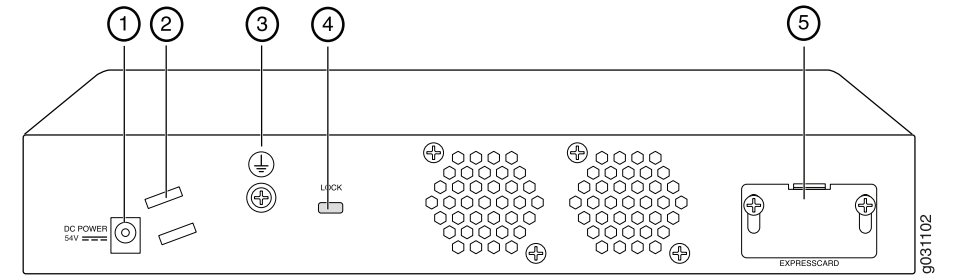 1 2 3 4 5
LOCK
DC POWER
54V
EXPRESSCARD
g031102